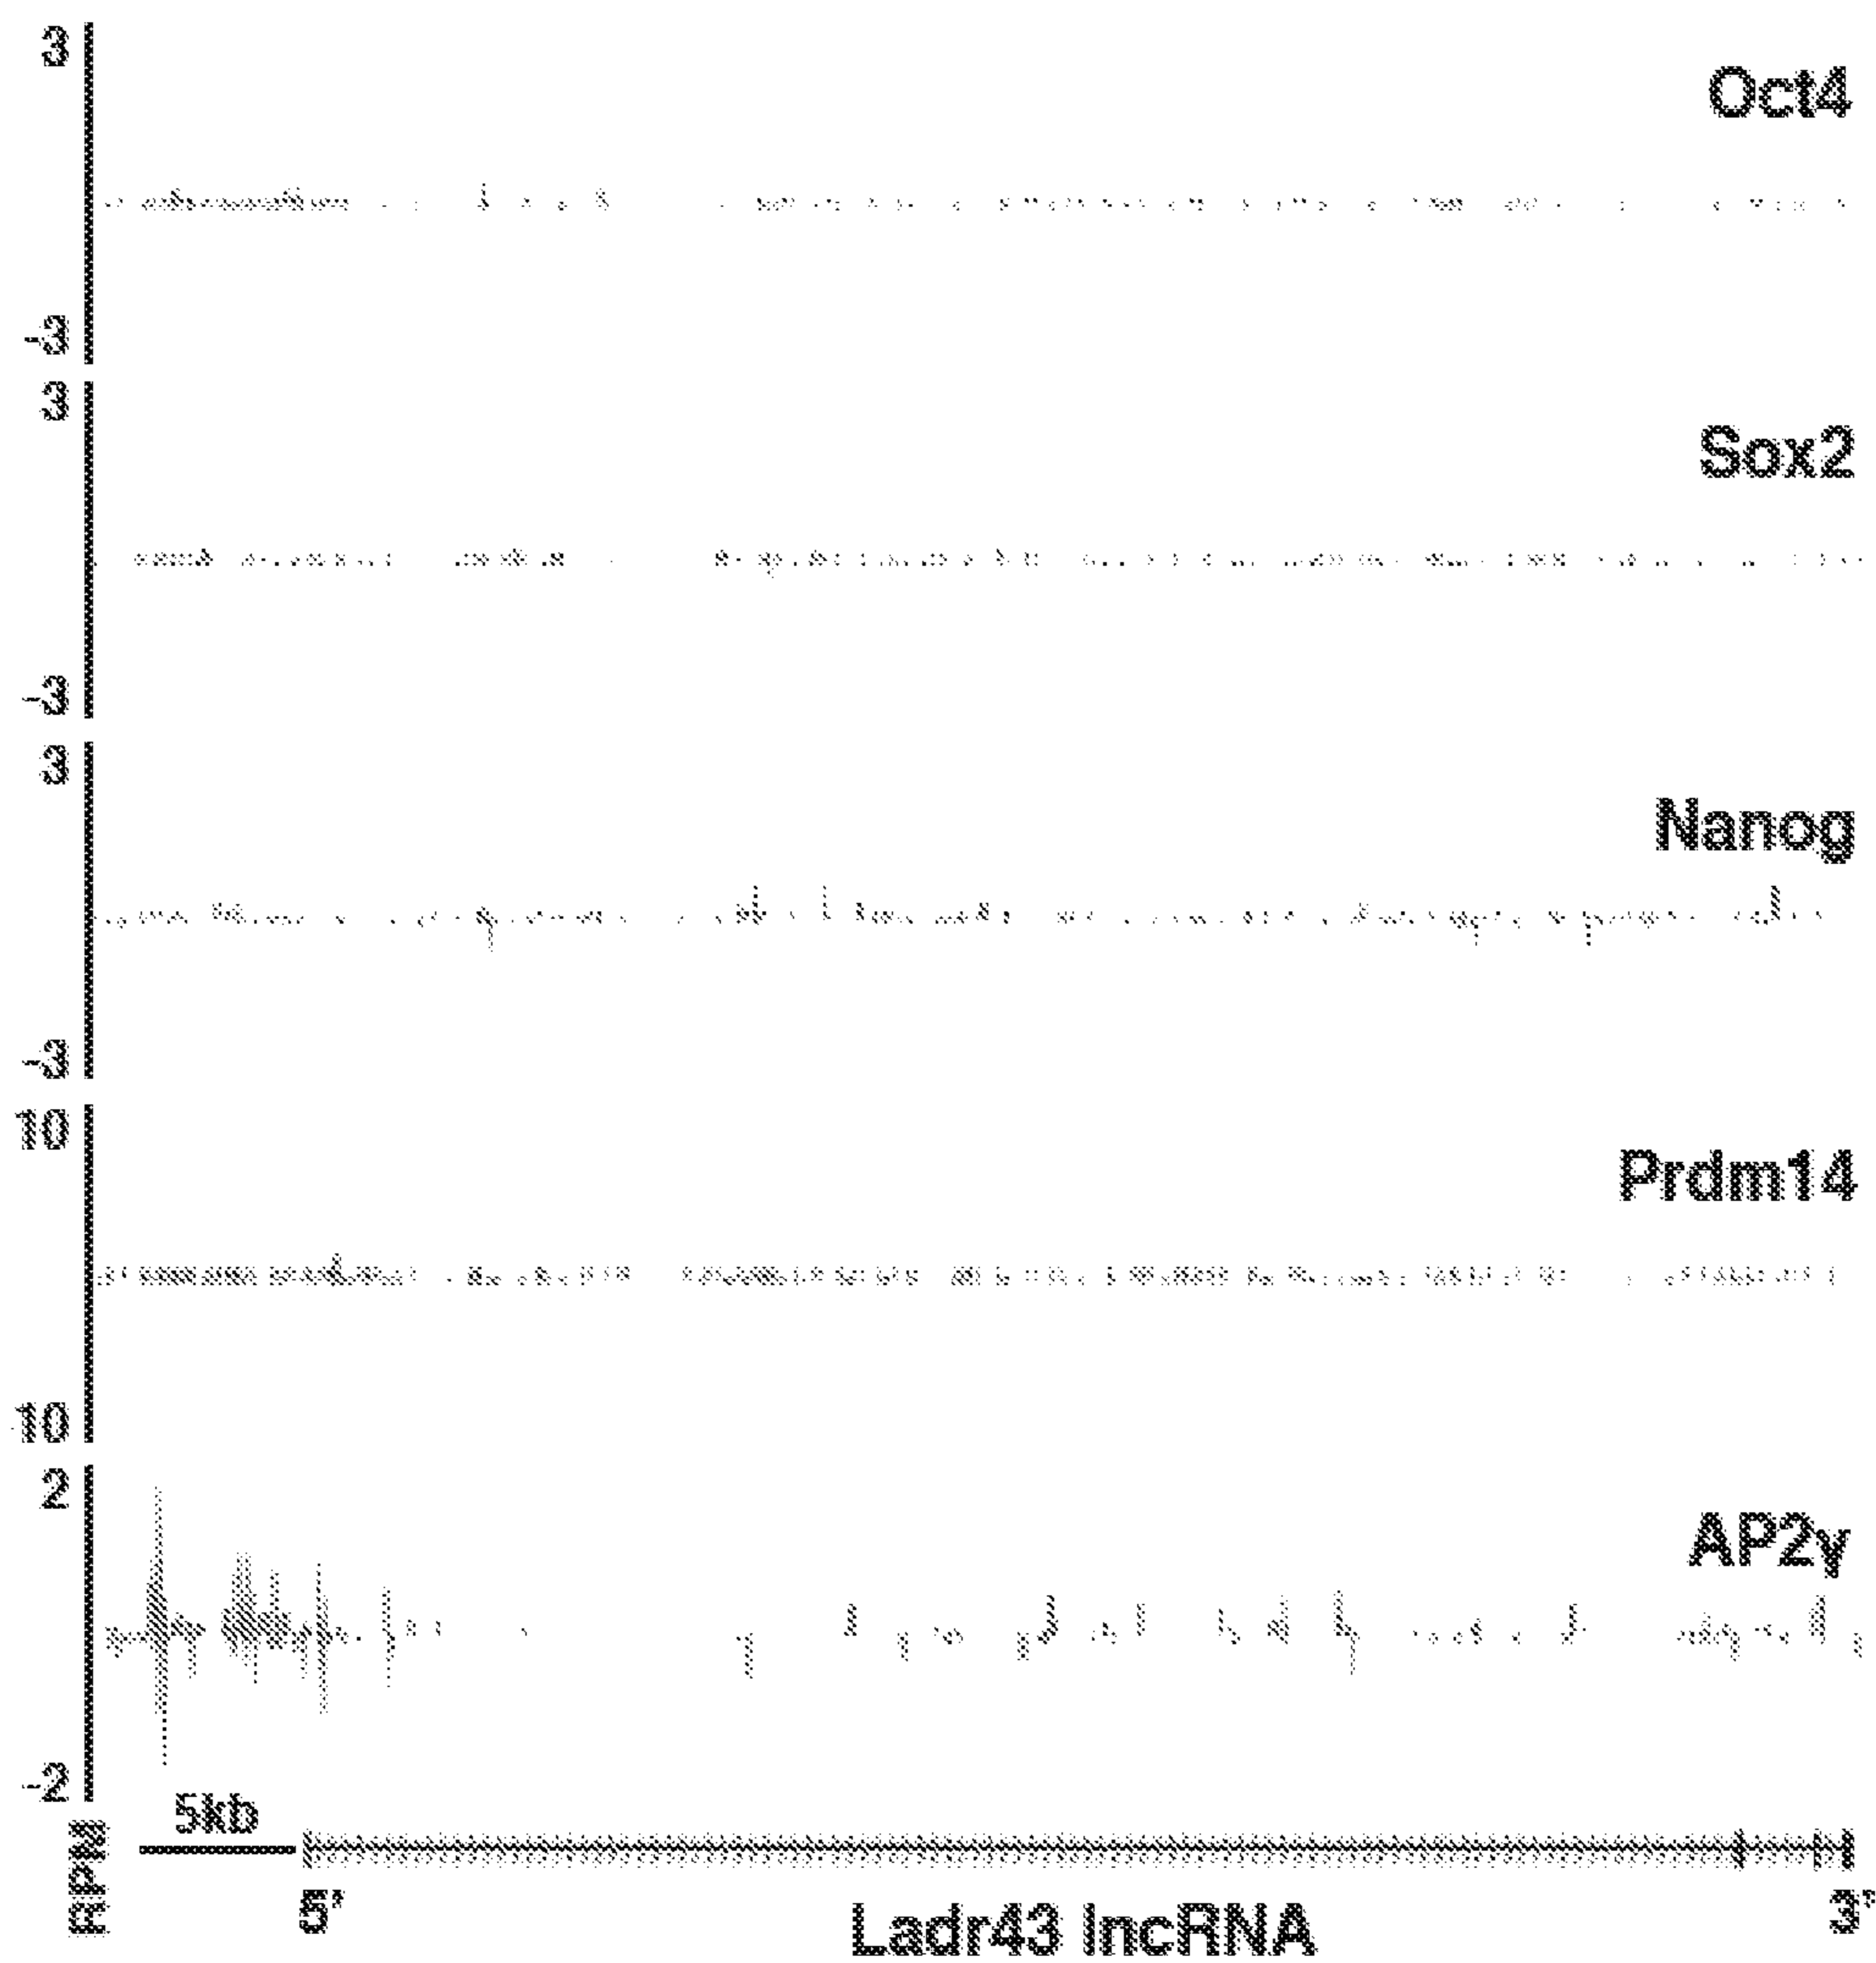 3
Oct4
-3
3
Sox2
-3
3
Nanog
-3
10
Prdm14
-10
2
AP2γ
-2
RPM
5kb
5' Ladr43 lncRNA 3'